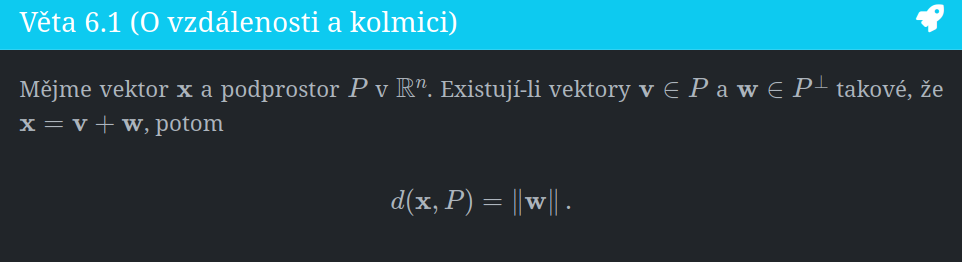 Věta 6.1 (O vzdálenosti a kolmici)
Mějme vektor x a podprostor P v ℝⁿ. Existují-li vektory v ∈ P a w ∈ P⊥ takové, že
x = v + w, potom
d(x, P) = ‖w‖ .